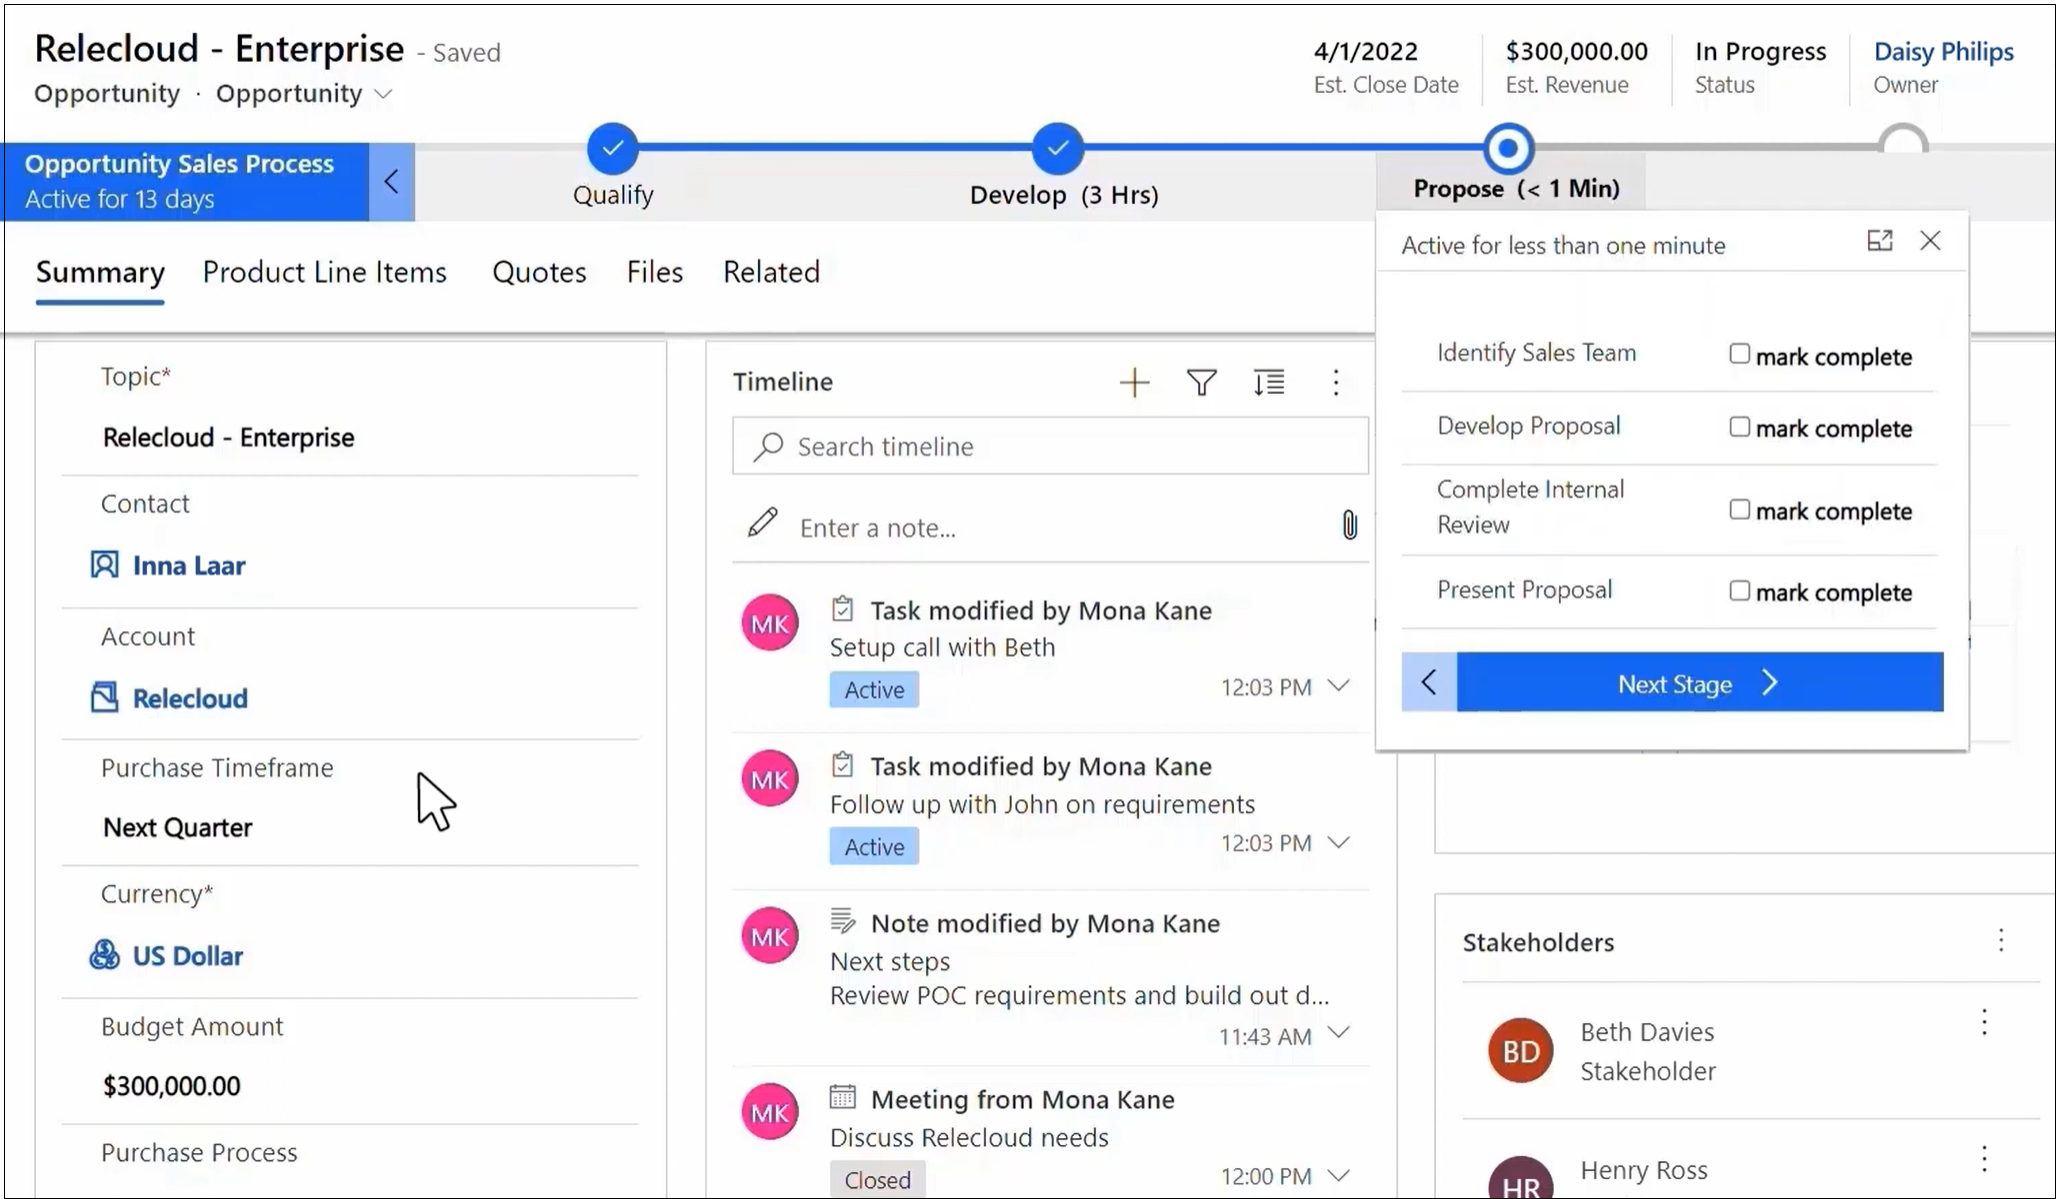 Relecloud - Enterprise - Saved
Opportunity · Opportunity
4/1/2022
Est. Close Date
$300,000.00
Est. Revenue
In Progress
Status
Daisy Philips
Owner
Opportunity Sales Process
Active for 13 days
Qualify
Develop (3 Hrs)
Propose (< 1 Min)
Summary Product Line Items Quotes Files Related
Topic*
Relecloud - Enterprise
Contact
Inna Laar
Account
Relecloud
Purchase Timeframe
Next Quarter
Currency*
US Dollar
Budget Amount
$300,000.00
Purchase Process
Timeline
Search timeline
Enter a note...
MK
Task modified by Mona Kane
Setup call with Beth
Active
12:03 PM
MK
Task modified by Mona Kane
Follow up with John on requirements
Active
12:03 PM
MK
Note modified by Mona Kane
Next steps
Review POC requirements and build out d...
11:43 AM
MK
Meeting from Mona Kane
Discuss Relecloud needs
Closed
12:00 PM
Active for less than one minute
Identify Sales Team mark complete
Develop Proposal mark complete
Complete Internal
Review
mark complete
Present Proposal mark complete
Next Stage
Stakeholders
BD
Beth Davies
Stakeholder
HR
Henry Ross